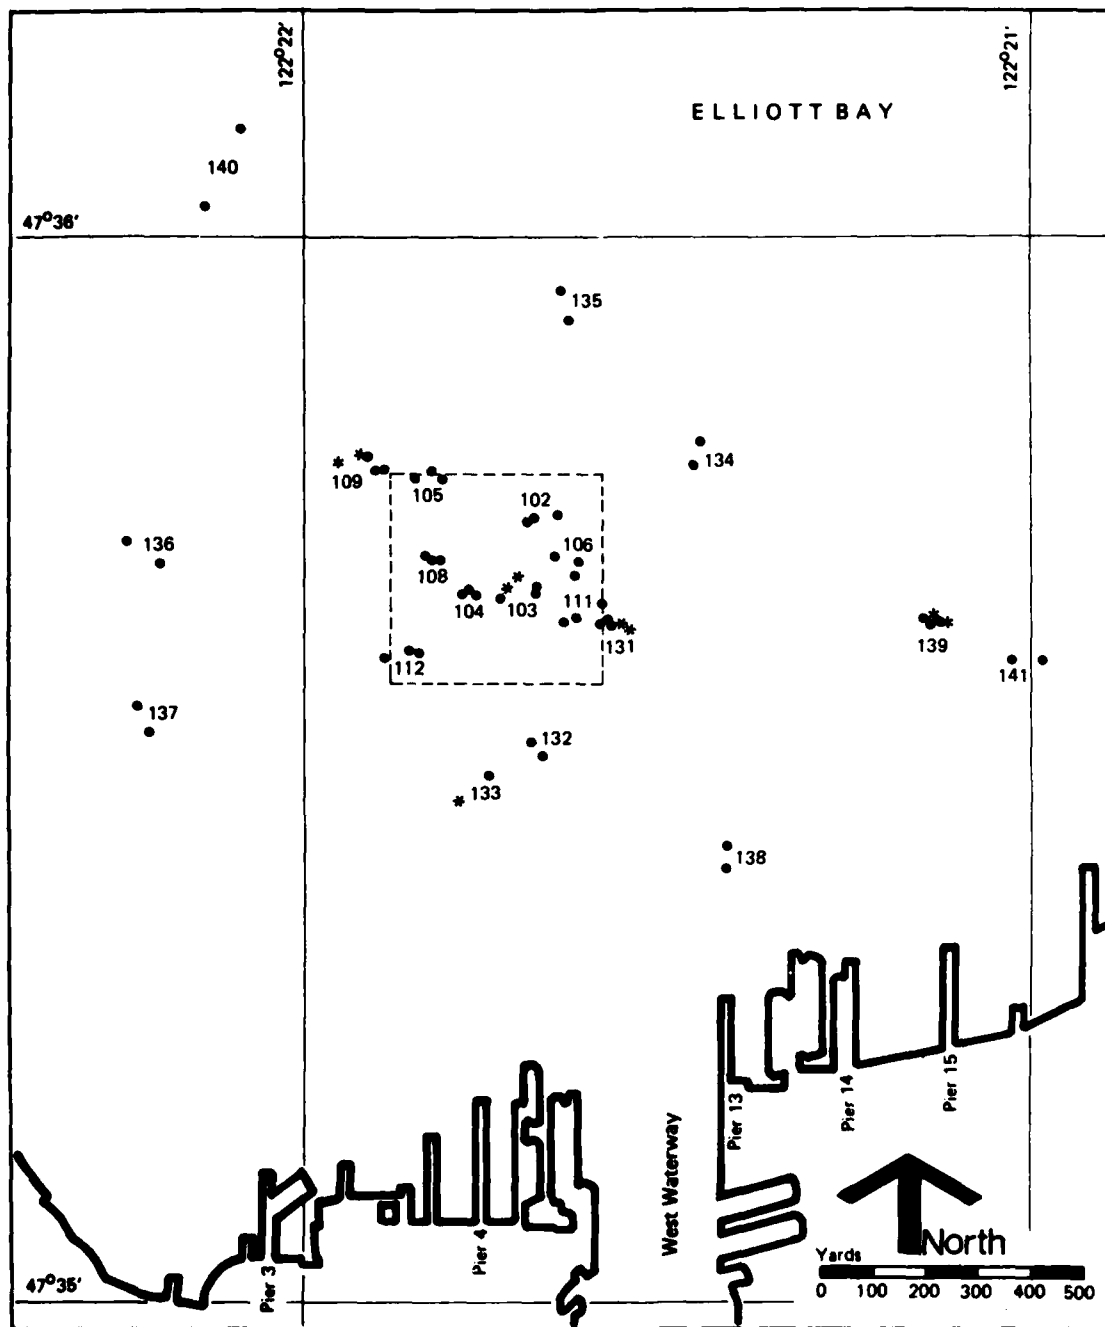 122°22'
122°21'
ELLIOTT BAY
140
47°36'
135
134
109
105
102
136
106
108
104
103
111
131
139
112
141
137
132
133
138
Pier 13
Pier 14
Pier 15
West Waterway
Pier 4
Pier 3
North
Yards
0 100 200 300 400 500
47°35'